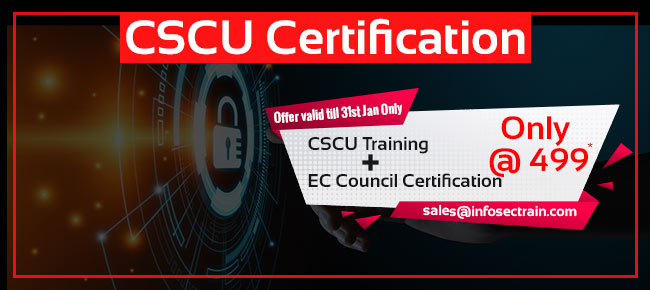 CSCU Certification
Offer valid till 31st Jan Only
CSCU Training
+
EC Council Certification
Only
@ 499*
sales@infosectrain.com